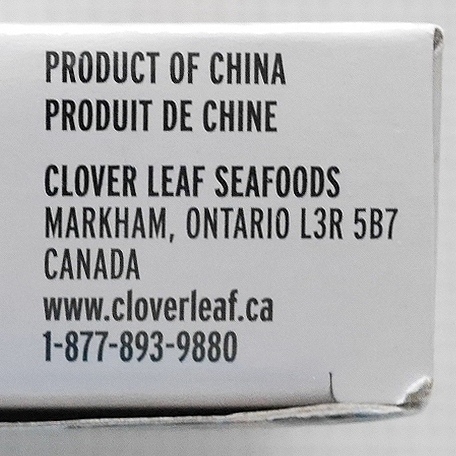 PRODUCT OF CHINA
PRODUIT DE CHINE
CLOVER LEAF SEAFOODS
MARKHAM, ONTARIO L3R 5B7
CANADA
www.cloverleaf.ca
1-877-893-9880